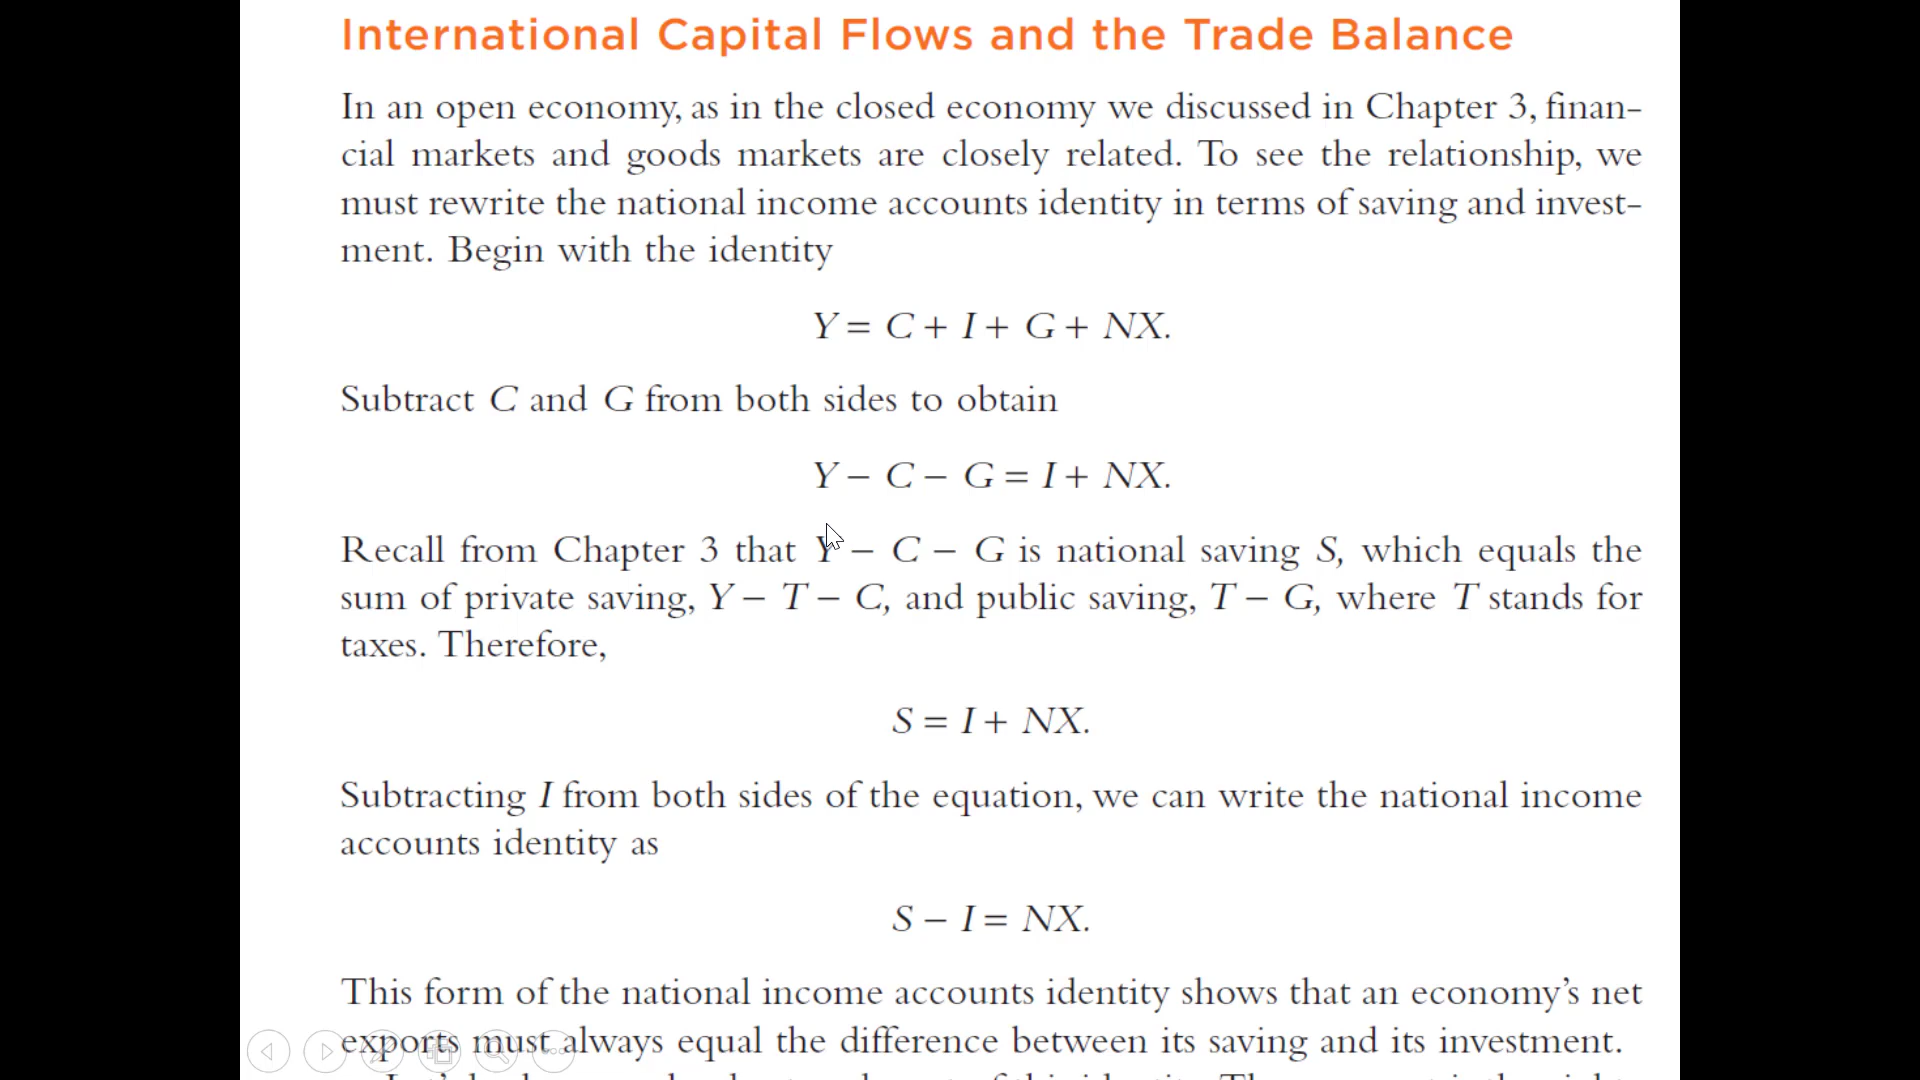 International Capital Flows and the Trade Balance
In an open economy, as in the closed economy we discussed in Chapter 3, finan-
cial markets and goods markets are closely related. To see the relationship, we
must rewrite the national income accounts identity in terms of saving and invest-
ment. Begin with the identity
Y = C + I + G + NX.
Subtract C and G from both sides to obtain
Y − C − G = I + NX.
Recall from Chapter 3 that Y − C − G is national saving S, which equals the
sum of private saving, Y − T − C, and public saving, T − G, where T stands for
taxes. Therefore,
S = I + NX.
Subtracting I from both sides of the equation, we can write the national income
accounts identity as
S − I = NX.
This form of the national income accounts identity shows that an economy's net
exports must always equal the difference between its saving and its investment.